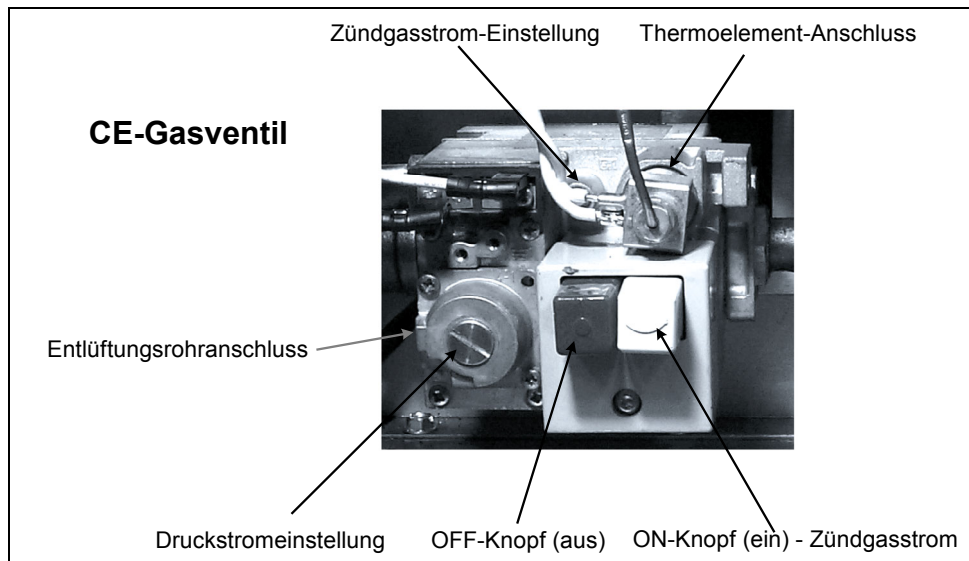 Zündgasstrom-Einstellung
Thermoelement-Anschluss
CE-Gasventil
Entlüftungsrohranschluss
Druckstromeinstellung
OFF-Knopf (aus)
ON-Knopf (ein) - Zündgasstrom